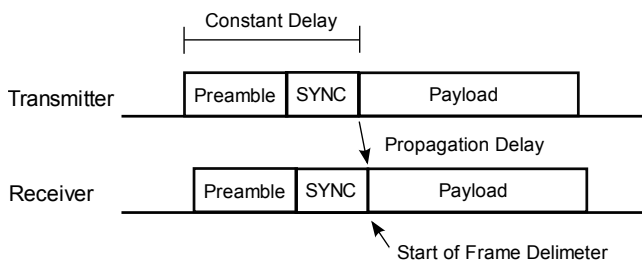 Constant Delay
Transmitter
Preamble SYNC Payload
Propagation Delay
Receiver
Preamble SYNC Payload
Start of Frame Delimeter